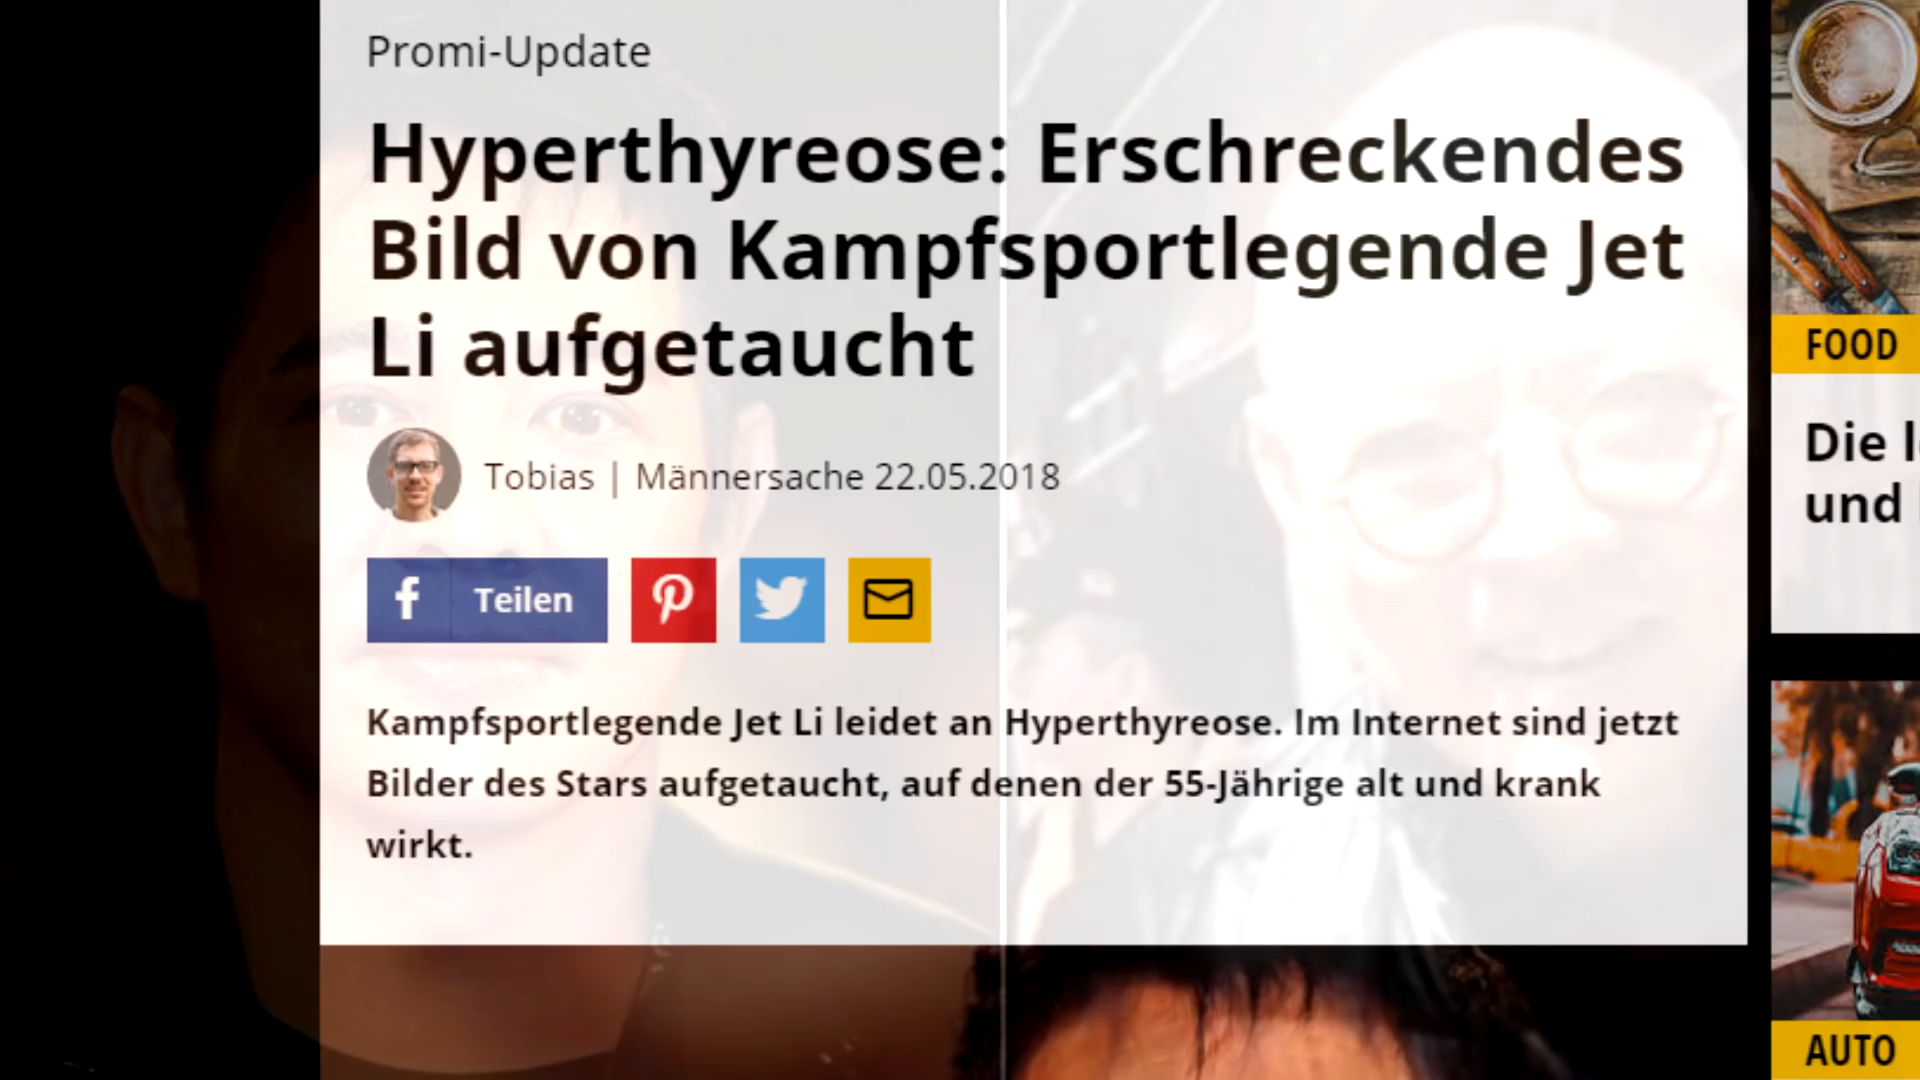 Promi-Update
Hyperthyreose: Erschreckendes
Bild von Kampfsportlegende Jet
Li aufgetaucht
Tobias | Männersache 22.05.2018
f Teilen
Kampfsportlegende Jet Li leidet an Hyperthyreose. Im Internet sind jetzt
Bilder des Stars aufgetaucht, auf denen der 55-Jährige alt und krank
wirkt.
FOOD
Die
und
AUTO